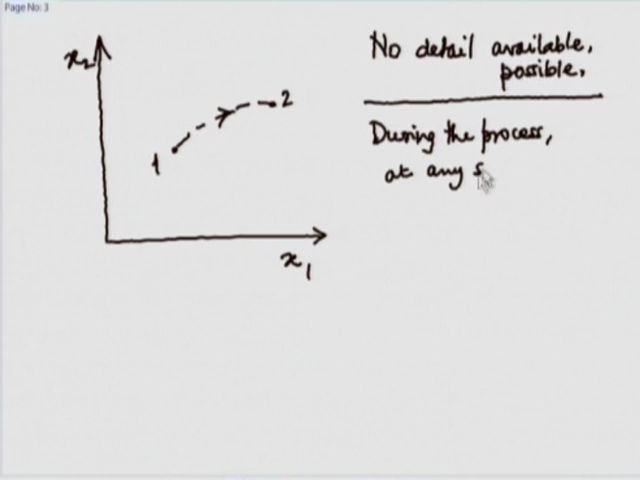 Page No: 3
x₂
2
1
x₁
No detail available,
possible.
During the process,
at any s